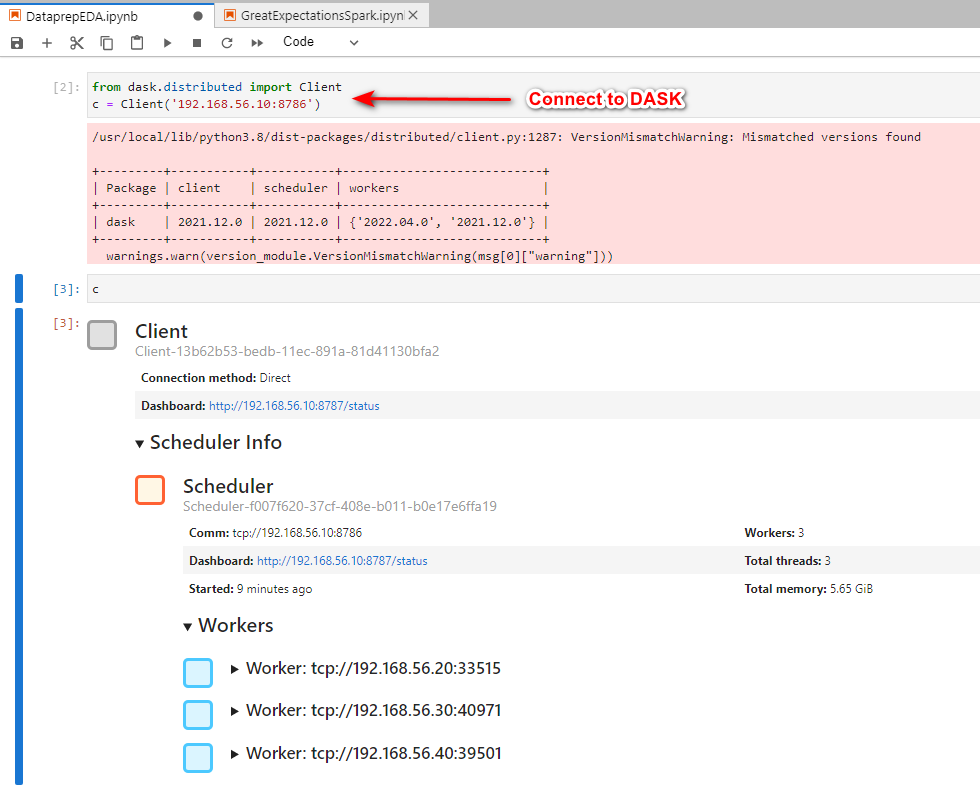 DataprepEDA.ipynb
GreatExpectationsSpark.ipynl
Code
[2]:
from dask.distributed import Client
c = Client('192.168.56.10:8786')
Connect to DASK
/usr/local/lib/python3.8/dist-packages/distributed/client.py:1287: VersionMismatchWarning: Mismatched versions found
+---------+-----------+-----------+---------------------------+
| Package | client    | scheduler | workers                   |
+---------+-----------+-----------+---------------------------+
| dask    | 2021.12.0 | 2021.12.0 | {'2022.04.0', '2021.12.0'} |
+---------+-----------+-----------+---------------------------+
warnings.warn(version_module.VersionMismatchWarning(msg[0]["warning"]))
[3]:
c
[3]:
Client
Client-13b62b53-bedb-11ec-891a-81d41130bfa2
Connection method: Direct
Dashboard: http://192.168.56.10:8787/status
▾ Scheduler Info
Scheduler
Scheduler-f007f620-37cf-408e-b011-b0e17e6ffa19
Comm: tcp://192.168.56.10:8786 Workers: 3
Dashboard: http://192.168.56.10:8787/status Total threads: 3
Started: 9 minutes ago Total memory: 5.65 GiB
▾ Workers
▸ Worker: tcp://192.168.56.20:33515
▸ Worker: tcp://192.168.56.30:40971
▸ Worker: tcp://192.168.56.40:39501